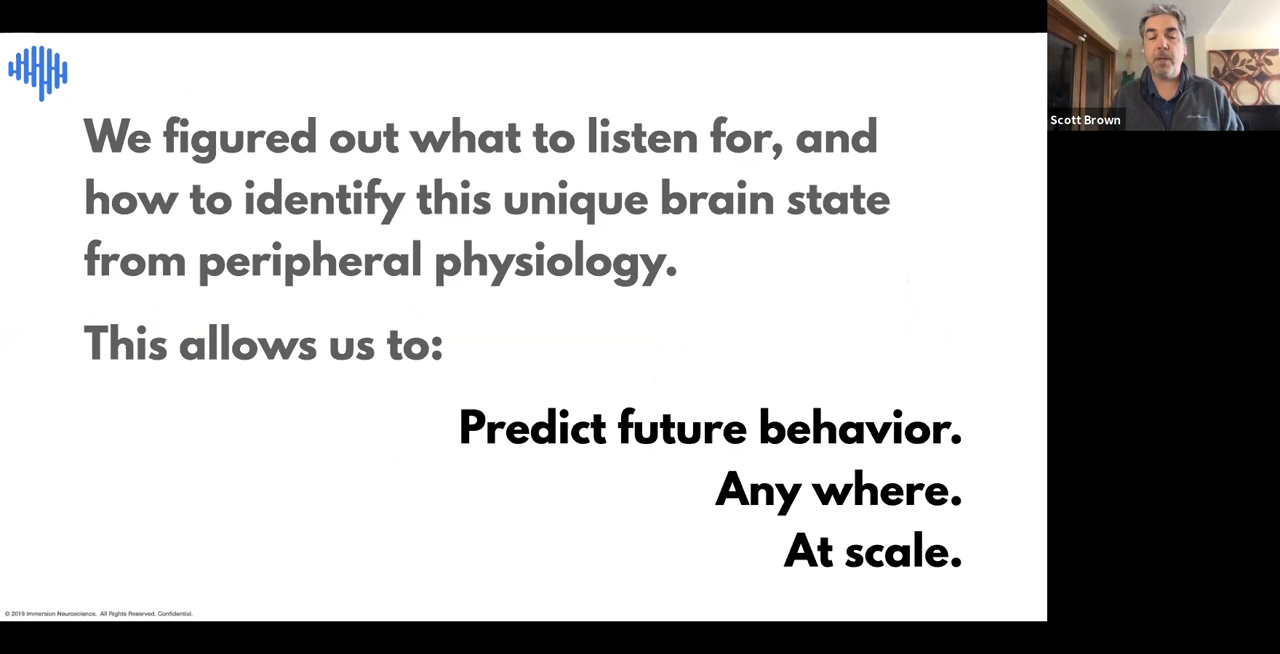 We figured out what to listen for, and
how to identify this unique brain state
from peripheral physiology.
This allows us to:
Predict future behavior.
Any where.
At scale.
© 2019 Immersion Neuroscience. All Rights Reserved. Confidential.
Scott Brown